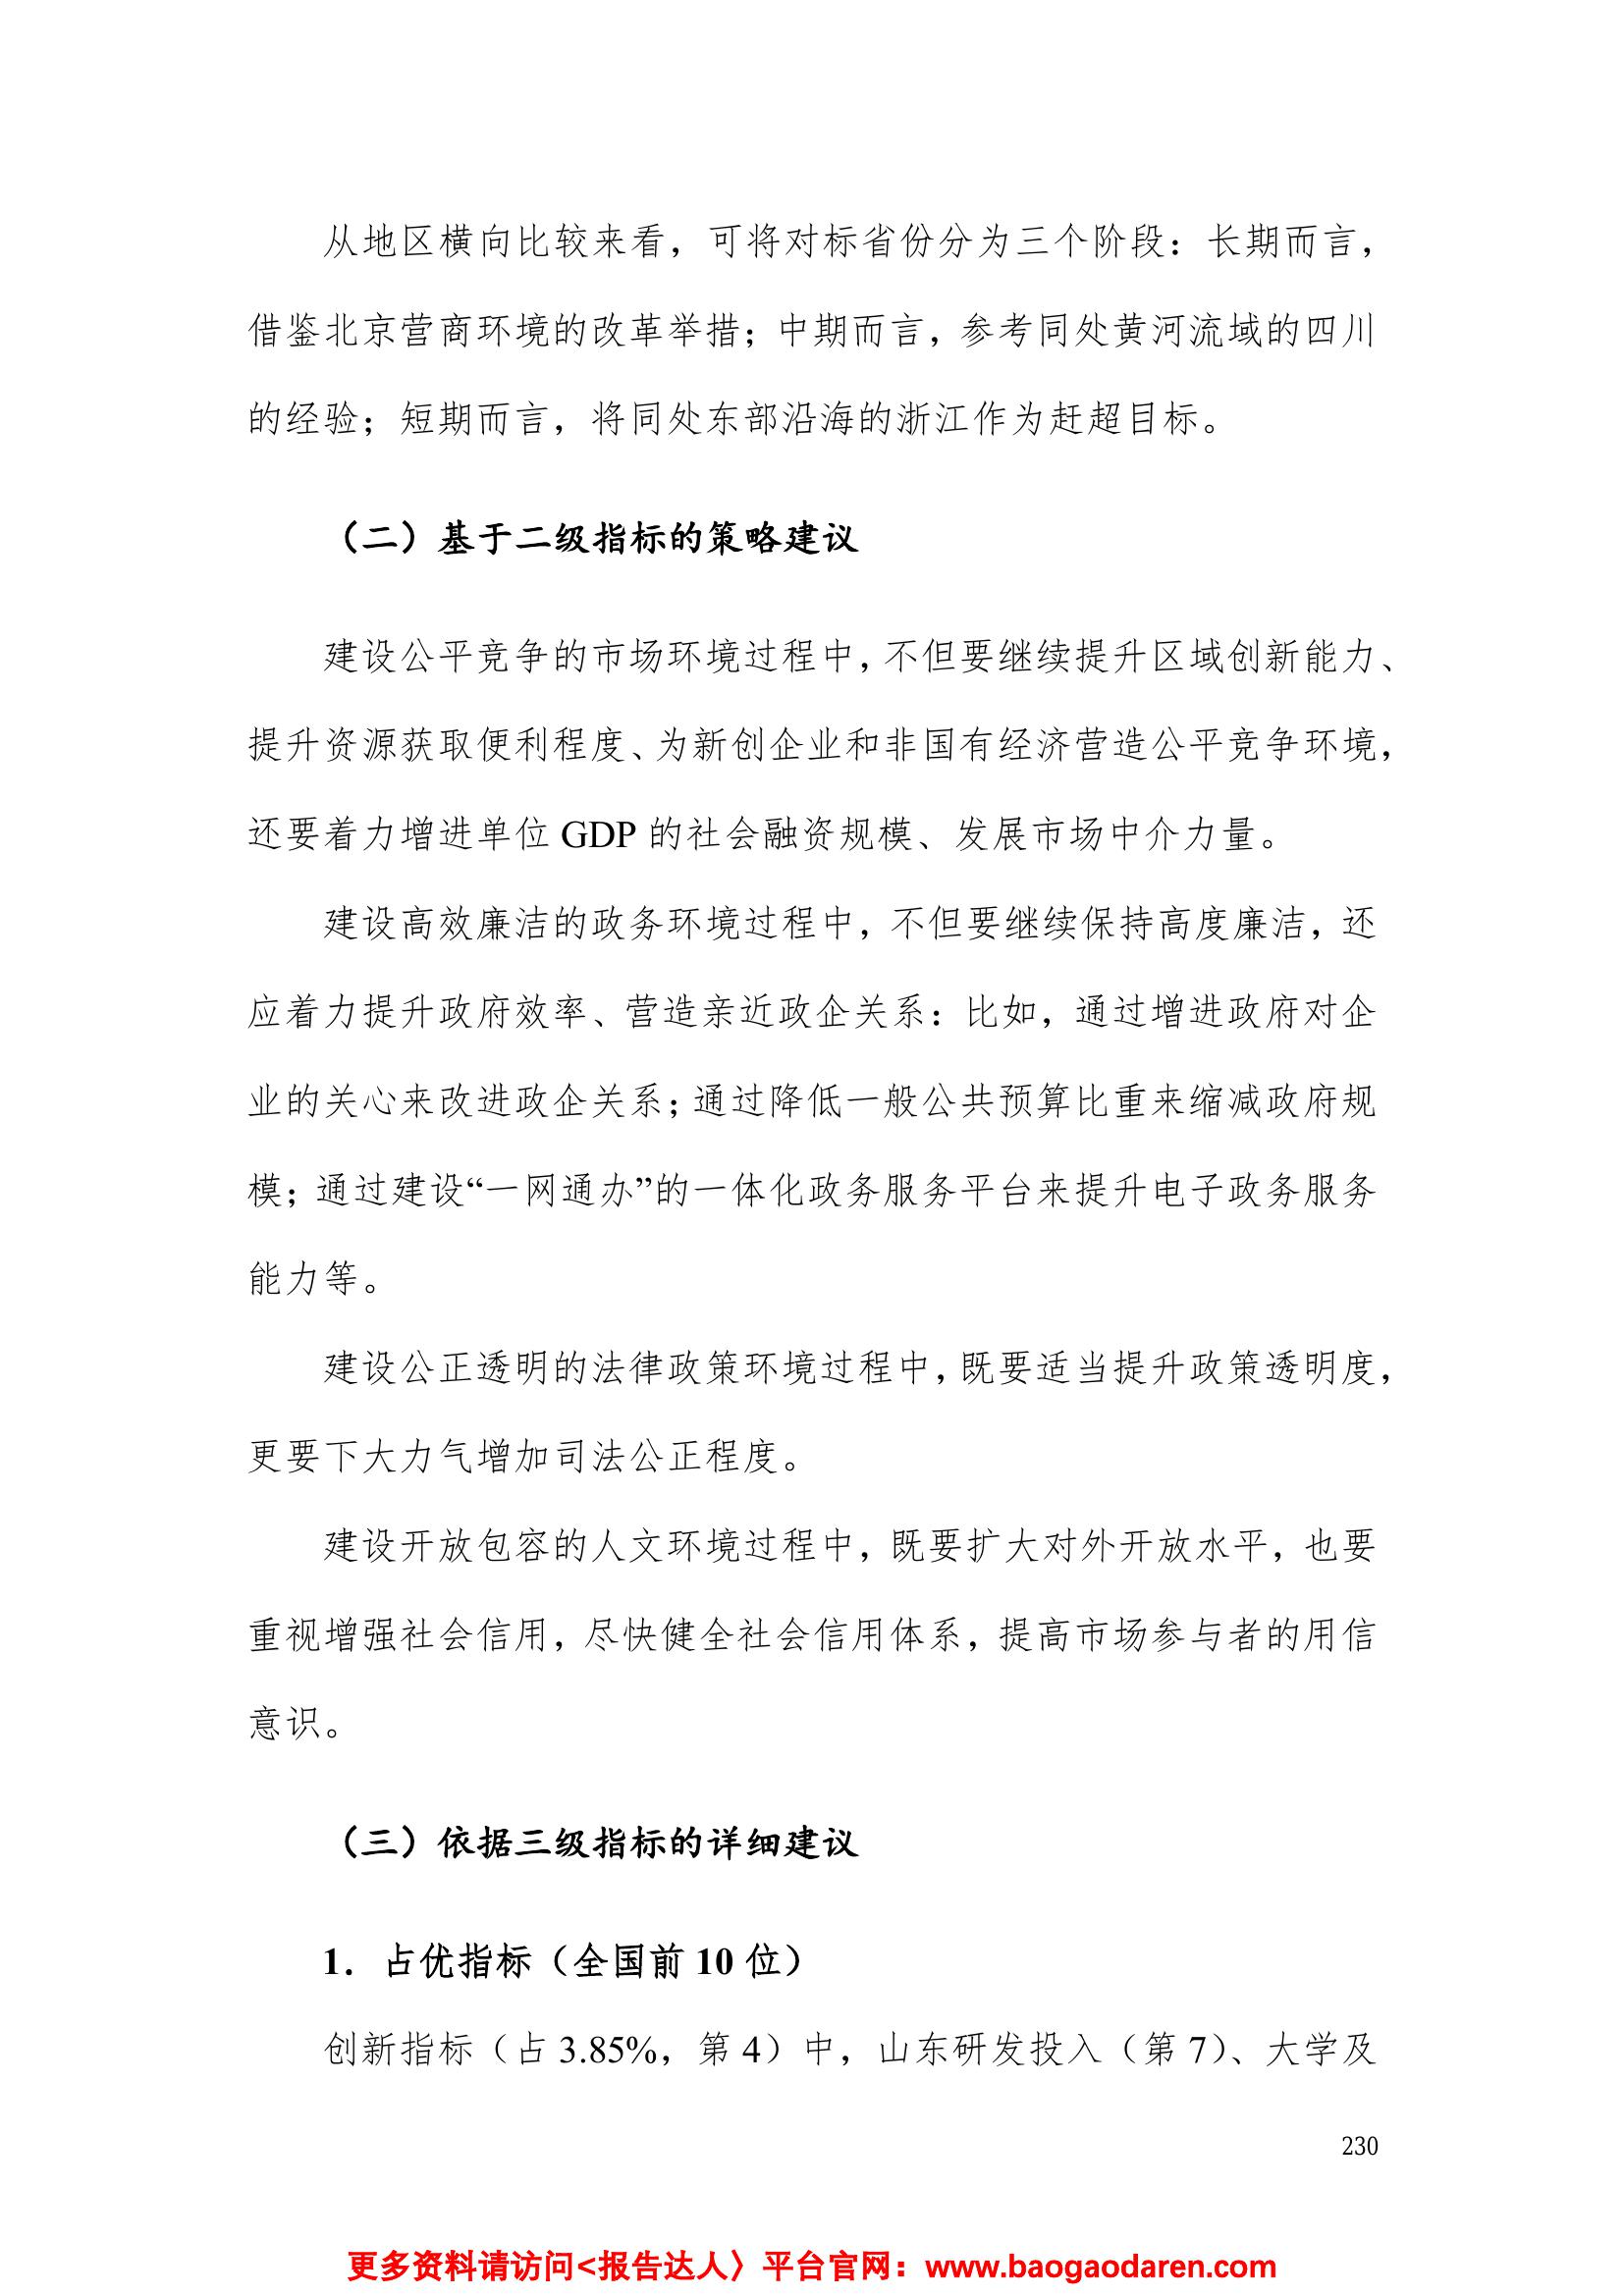 从地区横向比较来看，可将对标省份分为三个阶段：长期而言，
借鉴北京营商环境的改革举措；中期而言，参考同处黄河流域的四川
的经验；短期而言，将同处东部沿海的浙江作为赶超目标。
（二）基于二级指标的策略建议
建设公平竞争的市场环境过程中，不但要继续提升区域创新能力、
提升资源获取便利程度、为新创企业和非国有经济营造公平竞争环境，
还要着力增进单位 GDP 的社会融资规模、发展市场中介力量。
建设高效廉洁的政务环境过程中，不但要继续保持高度廉洁，还
应着力提升政府效率、营造亲近政企关系：比如，通过增进政府对企
业的关心来改进政企关系；通过降低一般公共预算比重来缩减政府规
模；通过建设“一网通办”的一体化政务服务平台来提升电子政务服务
能力等。
建设公正透明的法律政策环境过程中，既要适当提升政策透明度，
更要下大力气增加司法公正程度。
建设开放包容的人文环境过程中，既要扩大对外开放水平，也要
重视增强社会信用，尽快健全社会信用体系，提高市场参与者的用信
意识。
（三）依据三级指标的详细建议
1．占优指标（全国前 10 位）
创新指标（占 3.85%，第 4）中，山东研发投入（第 7）、大学及
230
更多资料请访问<报告达人〉平台官网：www.baogaodaren.com